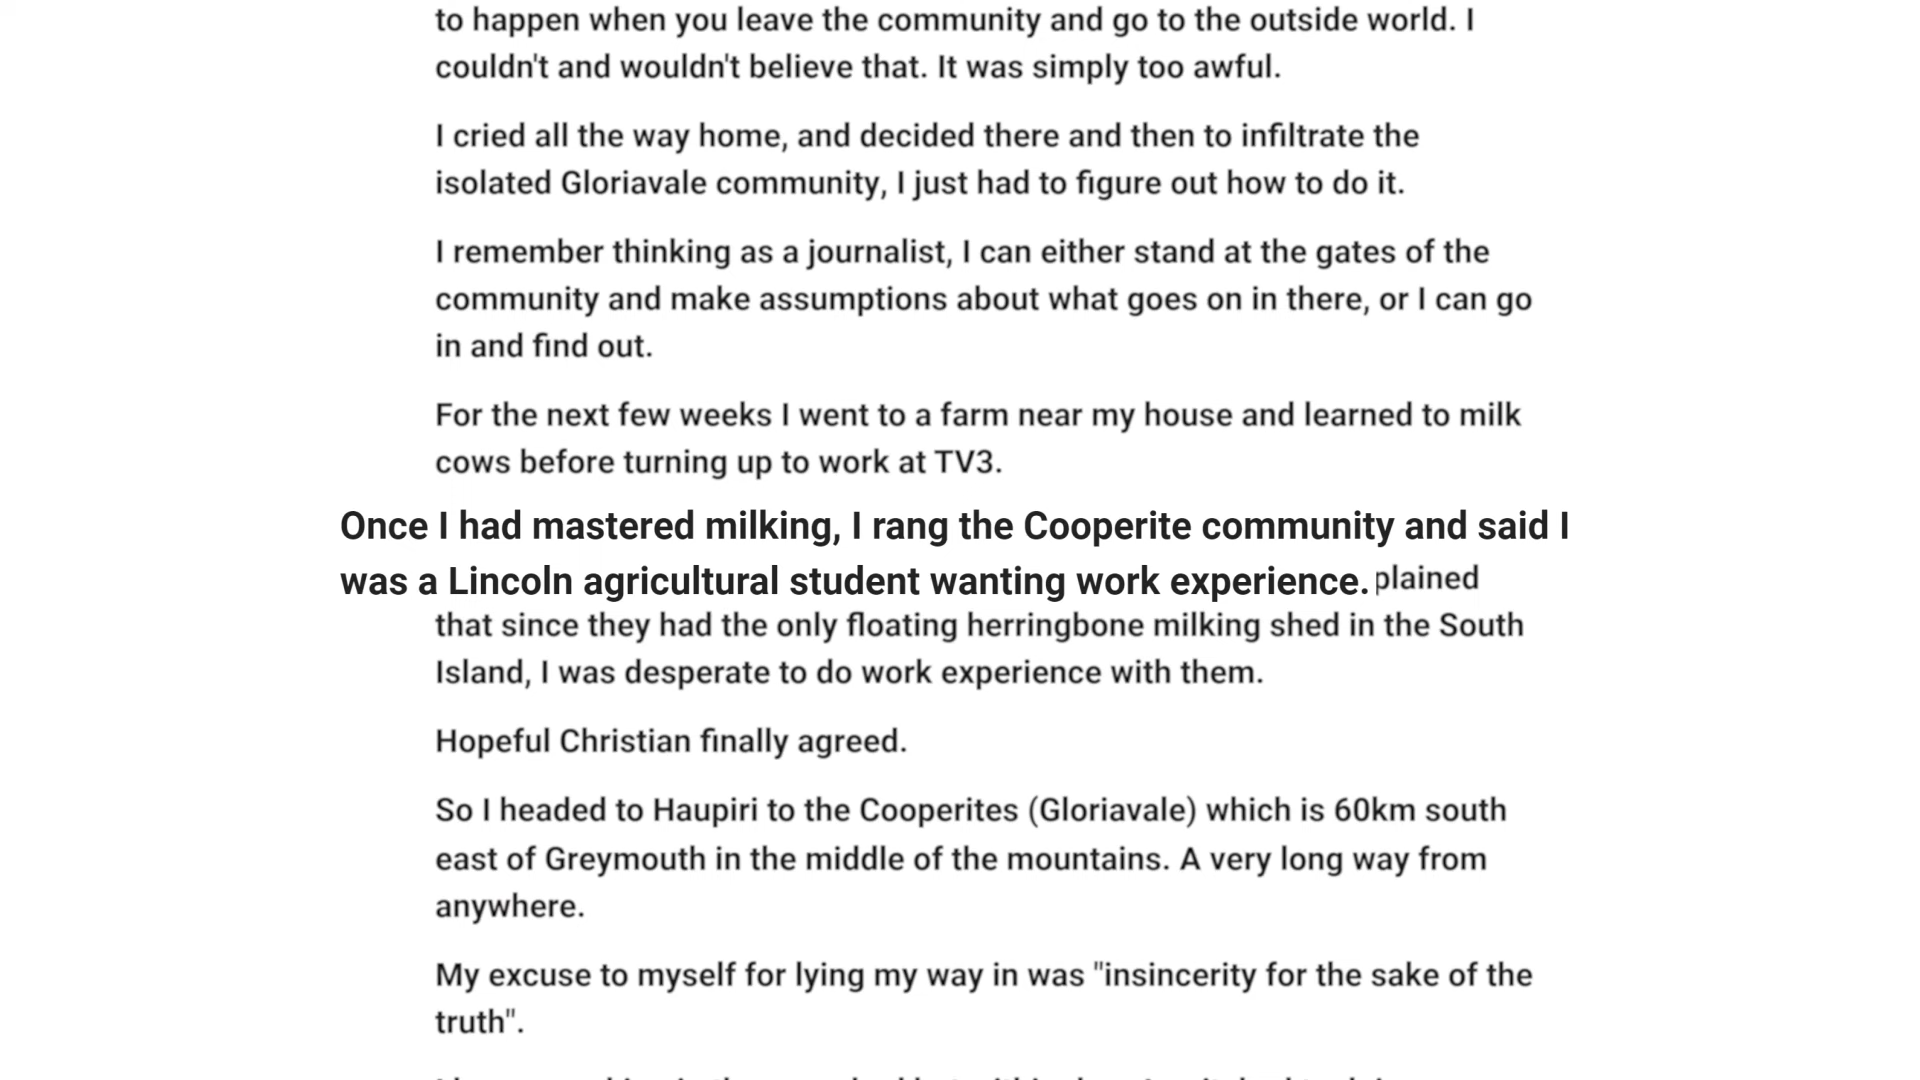 to happen when you leave the community and go to the outside world. I
couldn't and wouldn't believe that. It was simply too awful.
I cried all the way home, and decided there and then to infiltrate the
isolated Gloriavale community, I just had to figure out how to do it.
I remember thinking as a journalist, I can either stand at the gates of the
community and make assumptions about what goes on in there, or I can go
in and find out.
For the next few weeks I went to a farm near my house and learned to milk
cows before turning up to work at TV3.
Once I had mastered milking, I rang the Cooperite community and said I
was a Lincoln agricultural student wanting work experience. plained
that since they had the only floating herringbone milking shed in the South
Island, I was desperate to do work experience with them.
Hopeful Christian finally agreed.
So I headed to Haupiri to the Cooperites (Gloriavale) which is 60km south
east of Greymouth in the middle of the mountains. A very long way from
anywhere.
My excuse to myself for lying my way in was "insincerity for the sake of the
truth".